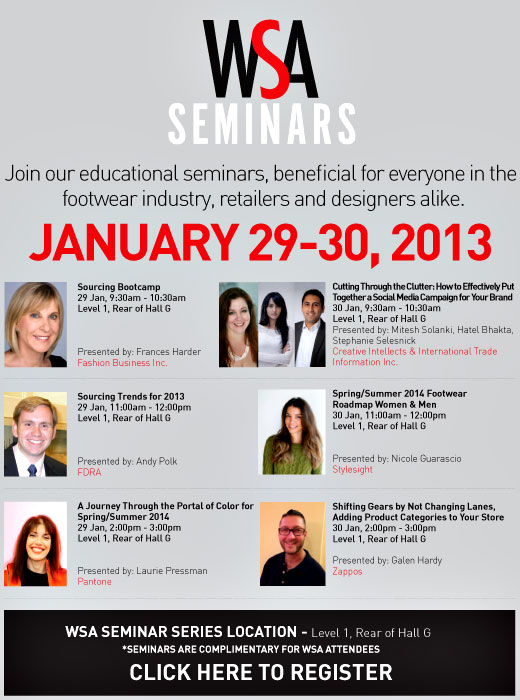 WSA
SEMINARS
Join our educational seminars, beneficial for everyone in the
footwear industry, retailers and designers alike.
JANUARY 29-30, 2013
Sourcing Bootcamp
29 Jan, 9:30am - 10:30am
Level 1, Rear of Hall G
Presented by: Frances Harder
Fashion Business Inc.
Cutting Through the Clutter: How to Effectively Put
Together a Social Media Campaign for Your Brand
30 Jan, 9:30am - 10:30am
Level 1, Rear of Hall G
Presented by: Mitesh Solanki, Hatel Bhakta,
Stephanie Selesnick
Creative Intellects & International Trade
Information Inc.
Sourcing Trends for 2013
29 Jan, 11:00am - 12:00pm
Level 1, Rear of Hall G
Presented by: Andy Polk
FDRA
Spring/Summer 2014 Footwear
Roadmap Women & Men
30 Jan, 11:00am - 12:00pm
Level 1, Rear of Hall G
Presented by: Nicole Guarascio
Stylesight
A Journey Through the Portal of Color for
Spring/Summer 2014
29 Jan, 2:00pm - 3:00pm
Level 1, Rear of Hall G
Presented by: Laurie Pressman
Pantone
Shifting Gears by Not Changing Lanes,
Adding Product Categories to Your Store
30 Jan, 2:00pm - 3:00pm
Level 1, Rear of Hall G
Presented by: Galen Hardy
Zappos
WSA SEMINAR SERIES LOCATION - Level 1, Rear of Hall G
*SEMINARS ARE COMPLIMENTARY FOR WSA ATTENDEES
CLICK HERE TO REGISTER